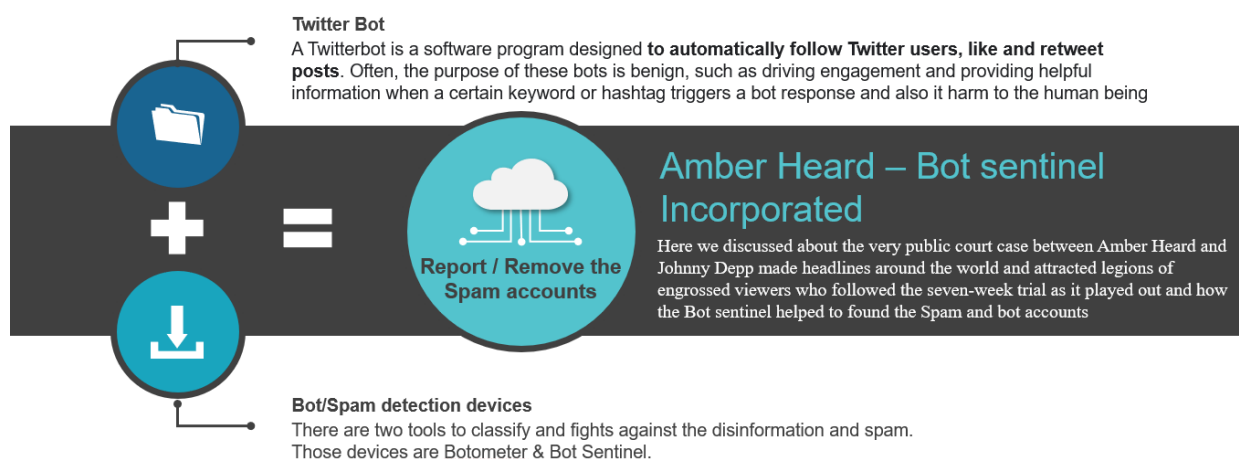 Twitter Bot
A Twitterbot is a software program designed to automatically follow Twitter users, like and retweet
posts. Often, the purpose of these bots is benign, such as driving engagement and providing helpful
information when a certain keyword or hashtag triggers a bot response and also it harm to the human being
Report / Remove the
Spam accounts
Amber Heard – Bot sentinel
Incorporated
Here we discussed about the very public court case between Amber Heard and
Johnny Depp made headlines around the world and attracted legions of
engrossed viewers who followed the seven-week trial as it played out and how
the Bot sentinel helped to found the Spam and bot accounts
Bot/Spam detection devices
There are two tools to classify and fights against the disinformation and spam.
Those devices are Botometer & Bot Sentinel.